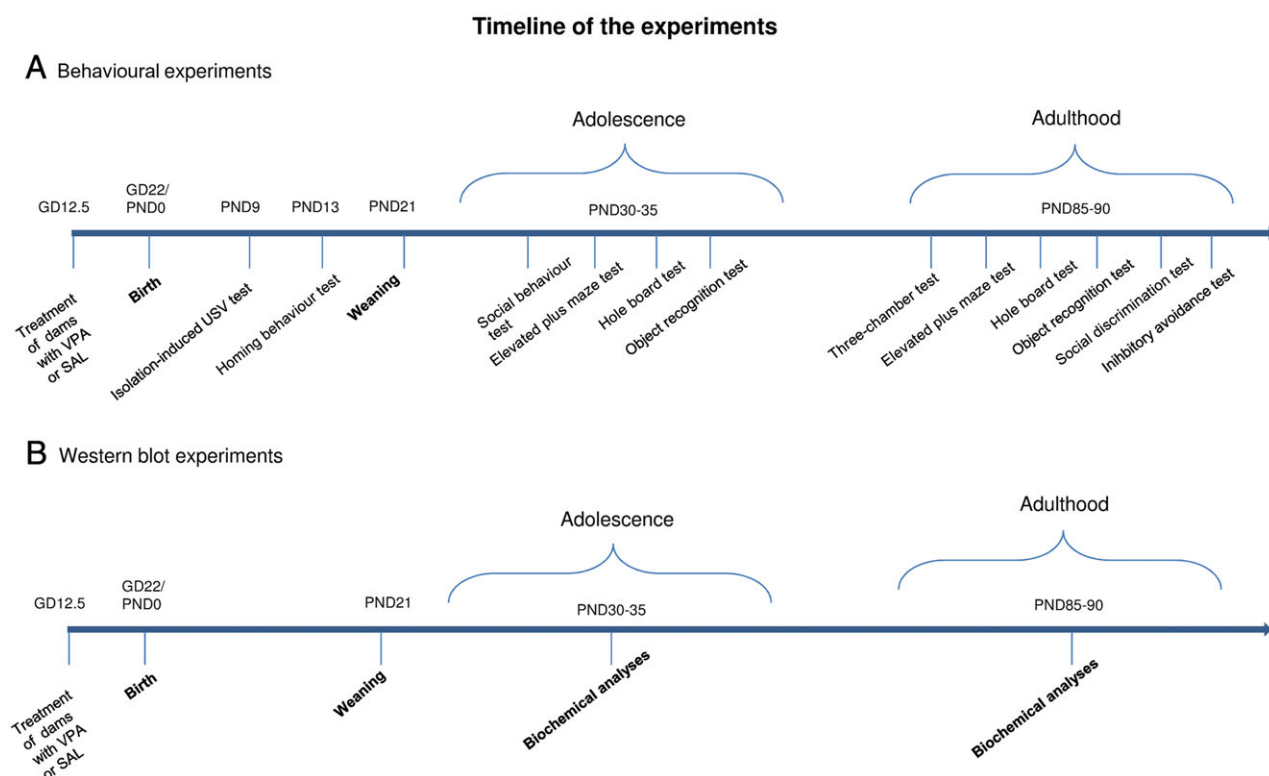 Timeline of the experiments
A Behavioural experiments
Adolescence
Adulthood
GD12.5
GD22/
PND0
PND9
PND13
PND21
PND30-35
PND85-90
Treatment
of dams
with VPA
or SAL
Birth
Isolation-induced USV test
Homing behaviour test
Weaning
Social behaviour
test
Elevated plus maze test
Hole board test
Object recognition test
Three-chamber test
Elevated plus maze test
Hole board test
Object recognition test
Social discrimination test
Inihbitory avoidance test
B Western blot experiments
Adolescence
Adulthood
GD12.5
GD22/
PND0
PND21
PND30-35
PND85-90
Treatment
of dams
with VPA
or SAL
Birth
Weaning
Biochemical analyses
Biochemical analyses